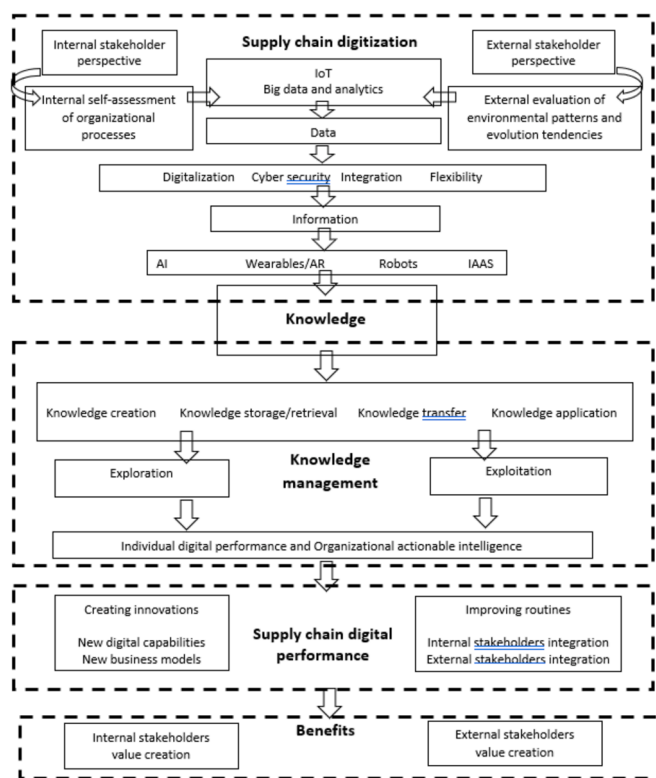 Internal stakeholder
perspective
Supply chain digitization
External stakeholder
perspective
IoT
Big data and analytics
Internal self-assessment
of organizational
processes
External evaluation of
environmental patterns and
evolution tendencies
Data
Digitalization Cyber security Integration Flexibility
Information
AI Wearables/AR Robots IAAS
Knowledge
Knowledge creation Knowledge storage/retrieval Knowledge transfer Knowledge application
Exploration
Knowledge
management
Exploitation
Individual digital performance and Organizational actionable intelligence
Creating innovations
New digital capabilities
New business models
Supply chain digital
performance
Improving routines
Internal stakeholders integration
External stakeholders integration
Benefits
Internal stakeholders
value creation
External stakeholders
value creation